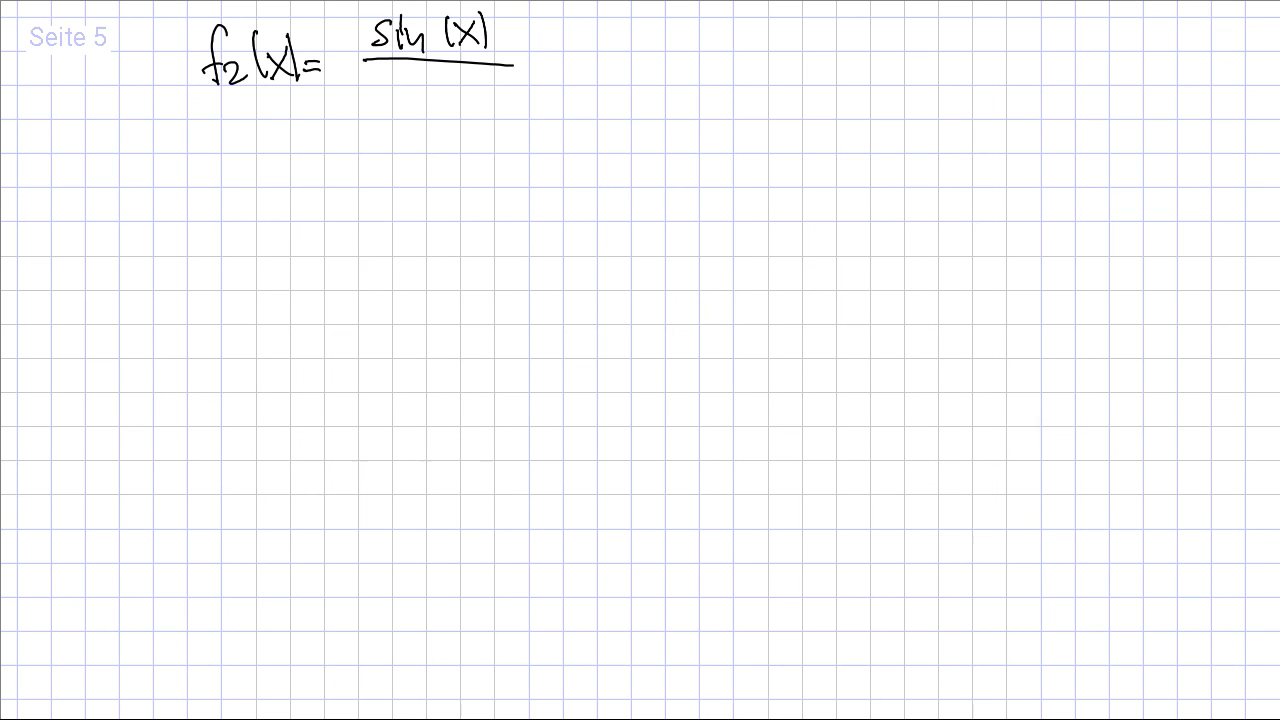 Seite 5
f₂(x) = sin(x) /